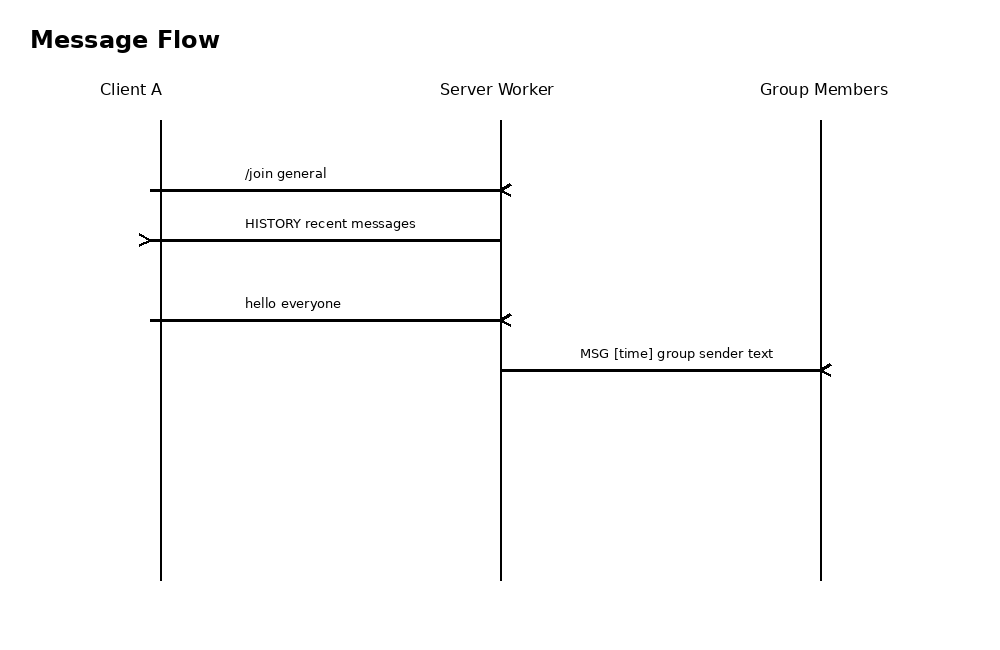 Message Flow
Client A
Server Worker
Group Members
/join general
HISTORY recent messages
hello everyone
MSG [time] group sender text